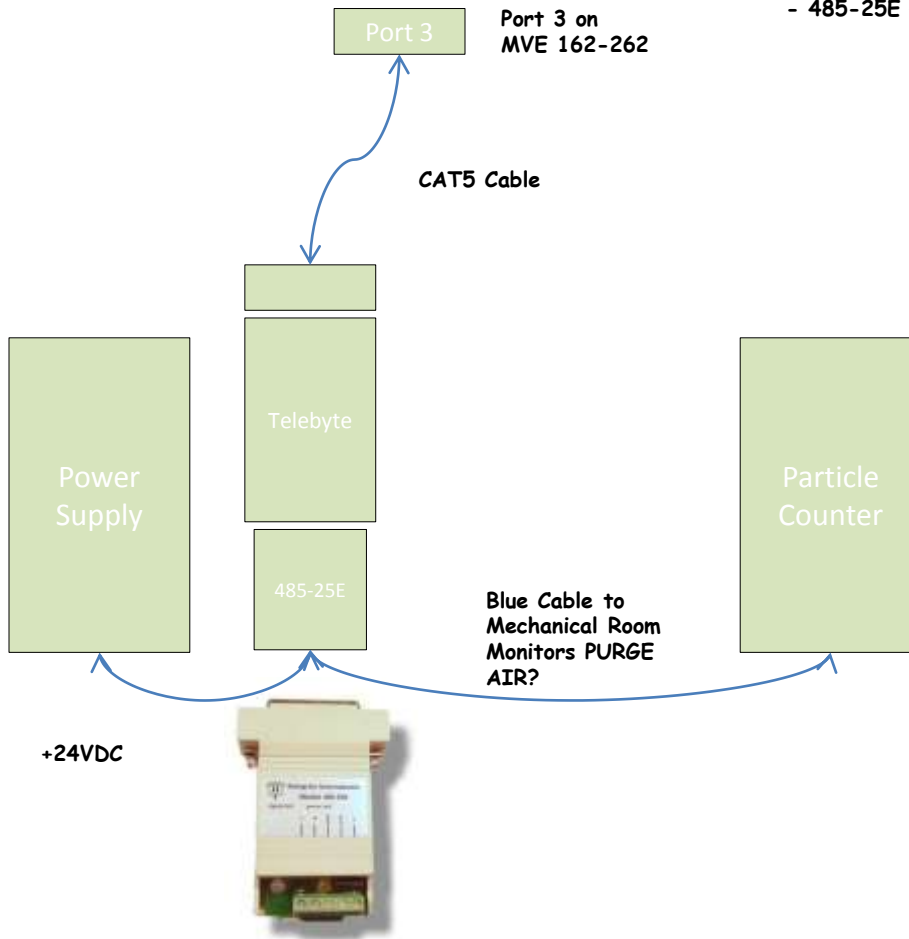 Port 3
Port 3 on
MVE 162-262
- 485-25E
CAT5 Cable
Telebyte
Power
Supply
Particle
Counter
485-25E
Blue Cable to
Mechanical Room
Monitors PURGE
AIR?
+24VDC